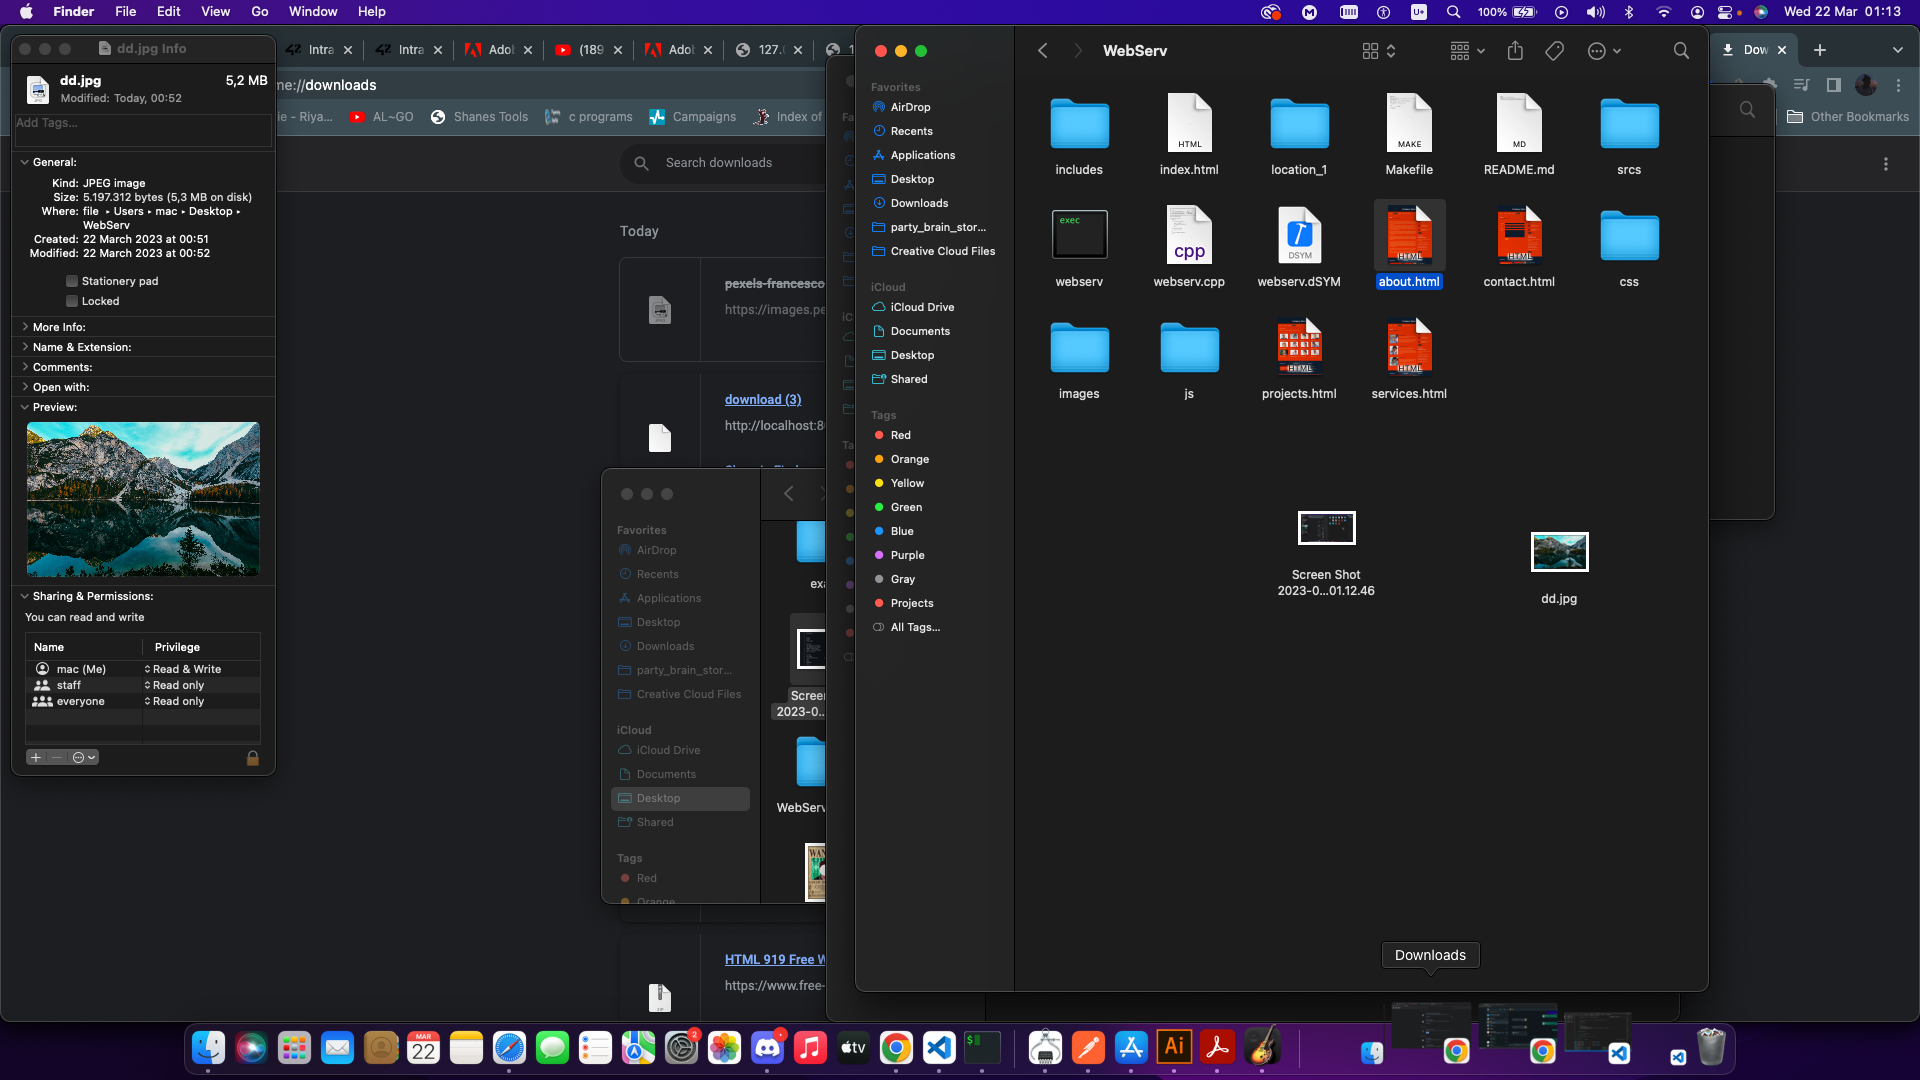 Finder File Edit View Go Window Help
100% Wed 22 Mar 01:13
dd.jpg Info
Intra
Intra
Adol
(189
Adol
127.(
1
Dow
dd.jpg 5,2 MB
Modified: Today, 00:52
Add Tags...
General:
Kind: JPEG image
Size: 5.197.312 bytes (5,3 MB on disk)
Where: file ▸ Users ▸ mac ▸ Desktop ▸
WebServ
Created: 22 March 2023 at 00:51
Modified: 22 March 2023 at 00:52
Stationery pad
Locked
More Info:
Name & Extension:
Comments:
Open with:
Preview:
Sharing & Permissions:
You can read and write
Name Privilege
mac (Me) Read & Write
staff Read only
everyone Read only
me://downloads
ie - Riya...
AL~GO
Shanes Tools
c programs
Campaigns
Index of
Other Bookmarks
Search downloads
Today
pexels-francesco
https://images.pe
download (3)
http://localhost:8
HTML 919 Free W
https://www.free-
Favorites
AirDrop
Recents
Applications
Desktop
Downloads
party_brain_stor...
Creative Cloud Files
iCloud
iCloud Drive
Documents
Desktop
Shared
Tags
Red
Orange
exa
Screen
2023-0...
WebServ
WAN
WebServ
Favorites
AirDrop
Recents
Applications
Desktop
Downloads
party_brain_stor...
Creative Cloud Files
iCloud
iCloud Drive
Documents
Desktop
Shared
Tags
Red
Orange
Yellow
Green
Blue
Purple
Gray
Projects
All Tags...
HTML
MAKE
MD
includes
index.html
location_1
Makefile
README.md
srcs
exec
cpp
DSYM
HTML
HTML
webserv
webserv.cpp
webserv.dSYM
about.html
contact.html
css
HTML
HTML
images
js
projects.html
services.html
Screen Shot
2023-0...01.12.46
dd.jpg
Downloads
MAR
22
2
tv
$
Ai